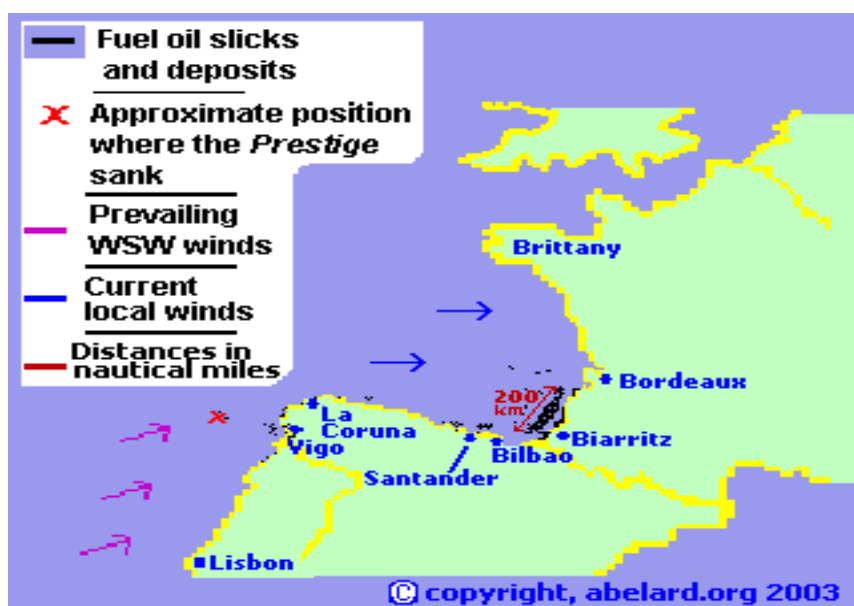 Fuel oil slicks
and deposits
x Approximate position
where the Prestige
sank
Prevailing
WSW winds
Current
local winds
Distances in
nautical miles
Brittany
200
km
Bordeaux
La
Coruna
Vigo
Biarritz
Bilbao
Santander
Lisbon
© copyright, abelard.org 2003